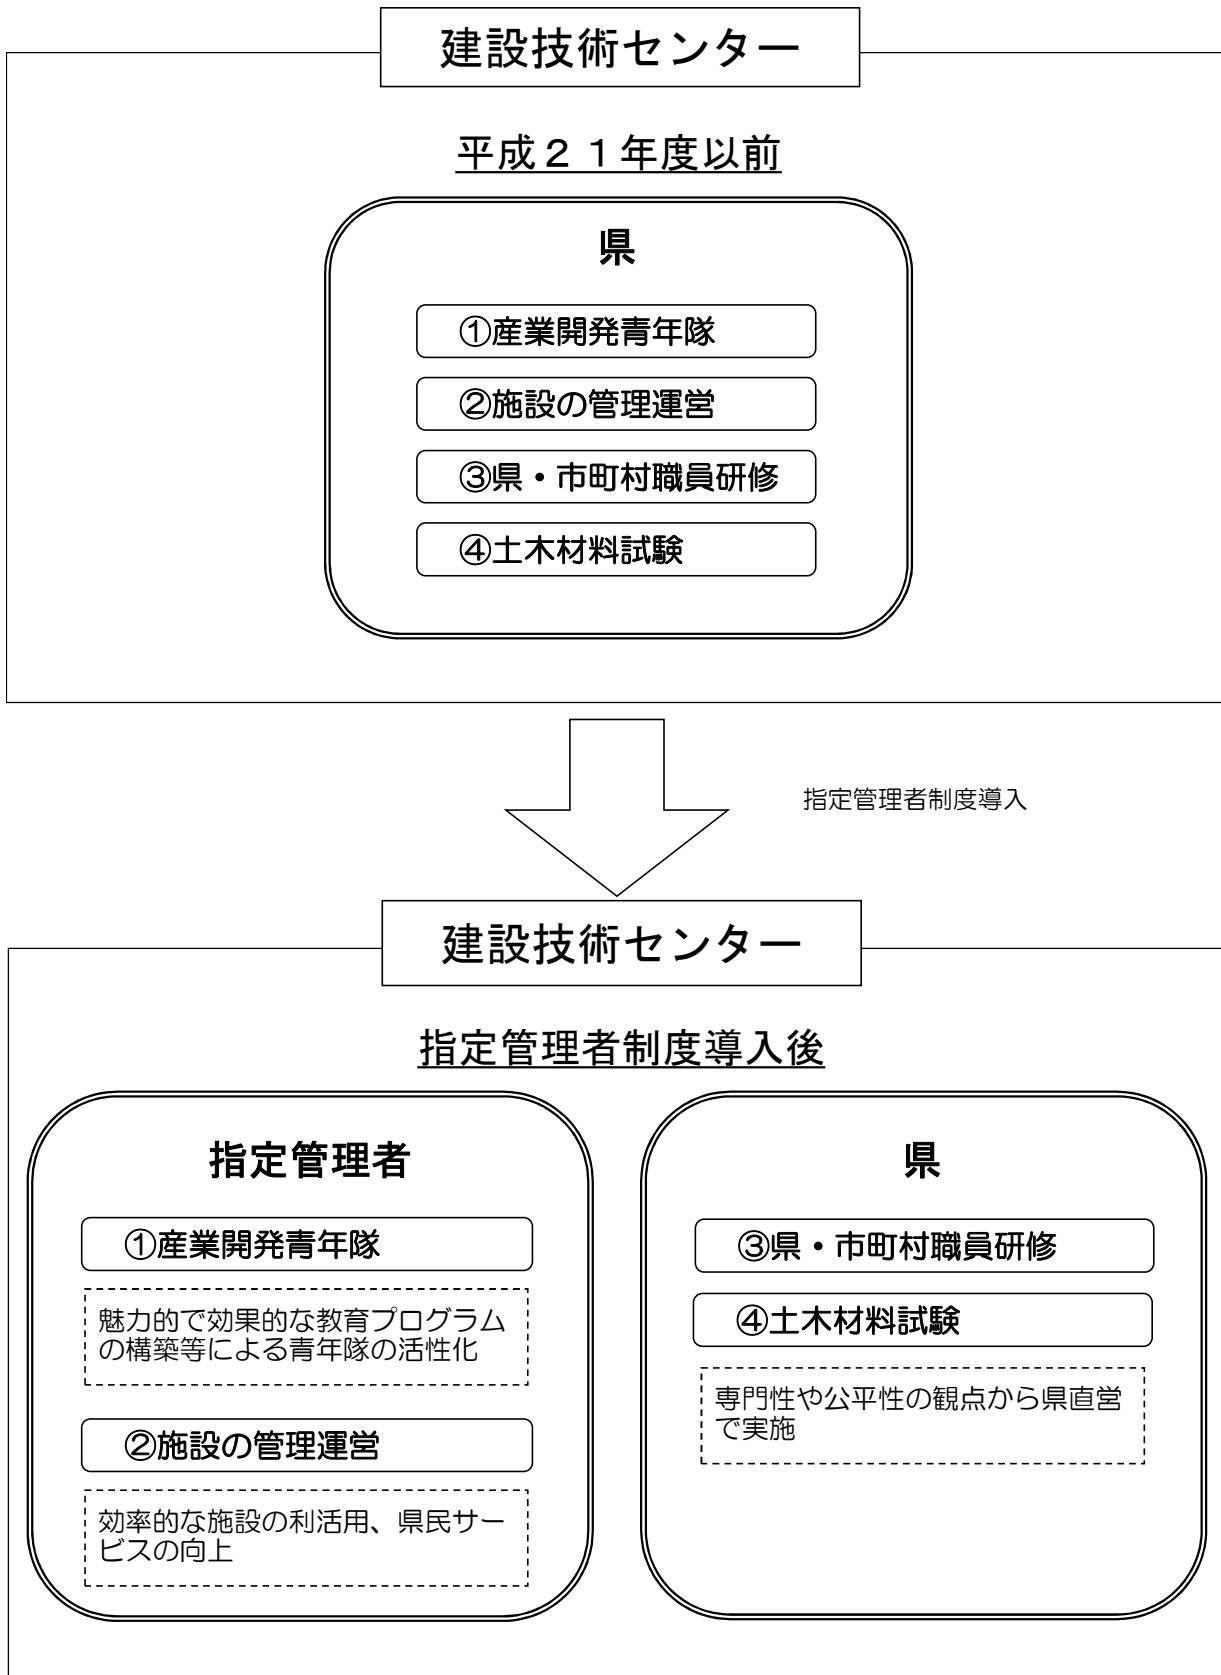 建設技術センター
平成２１年度以前
県
①産業開発青年隊
②施設の管理運営
③県・市町村職員研修
④土木材料試験
指定管理者制度導入
建設技術センター
指定管理者制度導入後
指定管理者
①産業開発青年隊
魅力的で効果的な教育プログラム
の構築等による青年隊の活性化
②施設の管理運営
効率的な施設の利活用、県民サー
ビスの向上
県
③県・市町村職員研修
④土木材料試験
専門性や公平性の観点から県直営
で実施